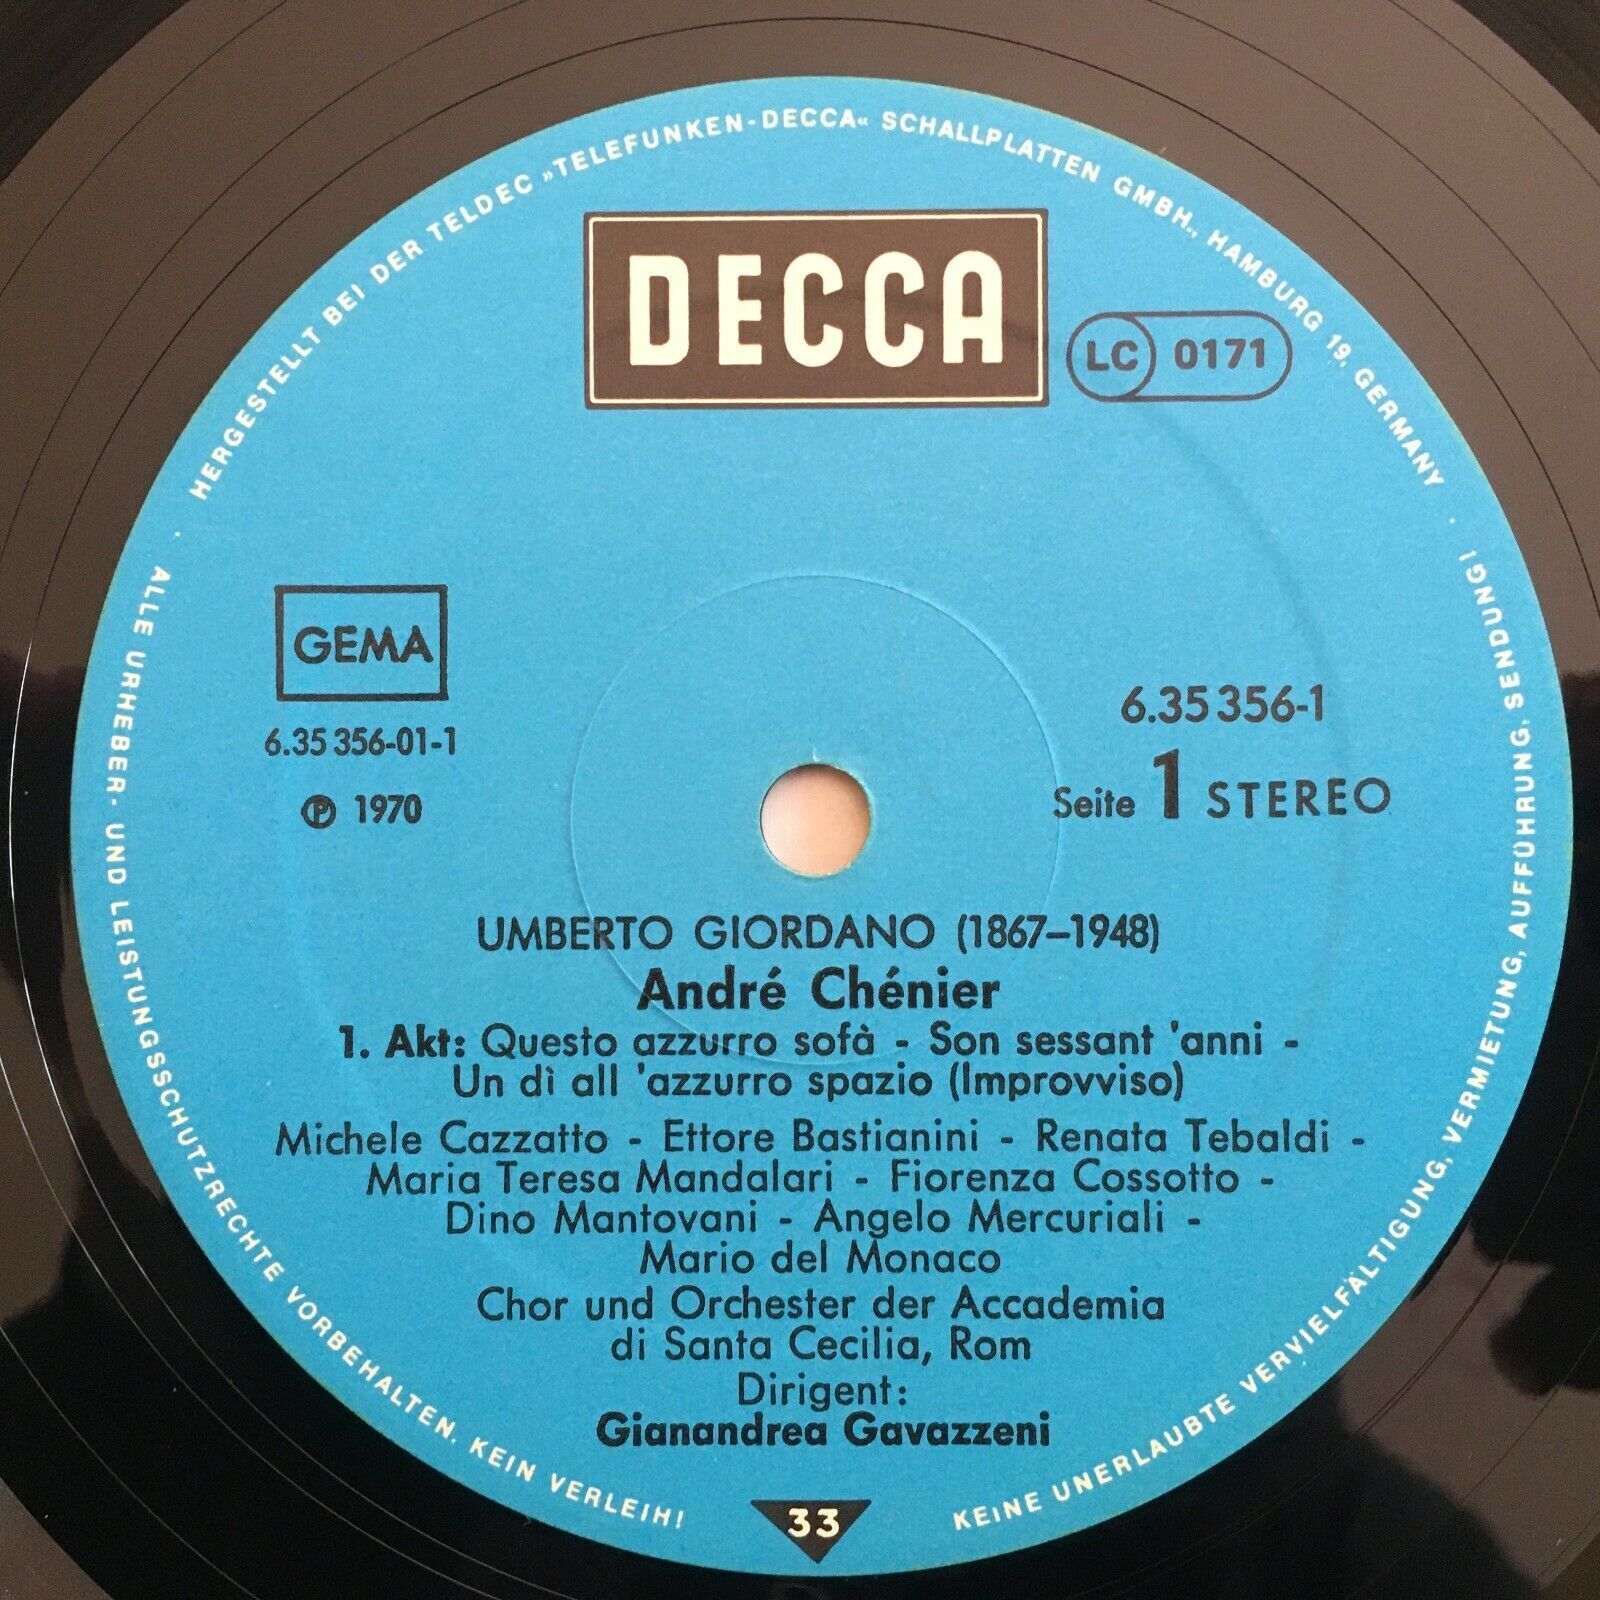 HERGESTELLT BEI DER TELDEC »TELEFUNKEN-DECCA« SCHALLPLATTEN GMBH., HAMBURG 19, GERMANY
DECCA
LC 0171
GEMA
6.35 356-01-1
℗ 1970
6.35 356-1
Seite 1 STEREO
UMBERTO GIORDANO (1867–1948)
André Chénier
1. Akt: Questo azzurro sofà - Son sessant 'anni -
Un dì all 'azzurro spazio (Improvviso)
Michele Cazzatto - Ettore Bastianini - Renata Tebaldi -
Maria Teresa Mandalari - Fiorenza Cossotto -
Dino Mantovani - Angelo Mercuriali -
Mario del Monaco
Chor und Orchester der Accademia
di Santa Cecilia, Rom
Dirigent:
Gianandrea Gavazzeni
33
· ALLE URHEBER- UND LEISTUNGSSCHUTZRECHTE VORBEHALTEN. KEIN VERLEIH! KEINE UNERLAUBTE VERVIELFÄLTIGUNG, VERMIETUNG, AUFFÜHRUNG, SENDUNG! ·